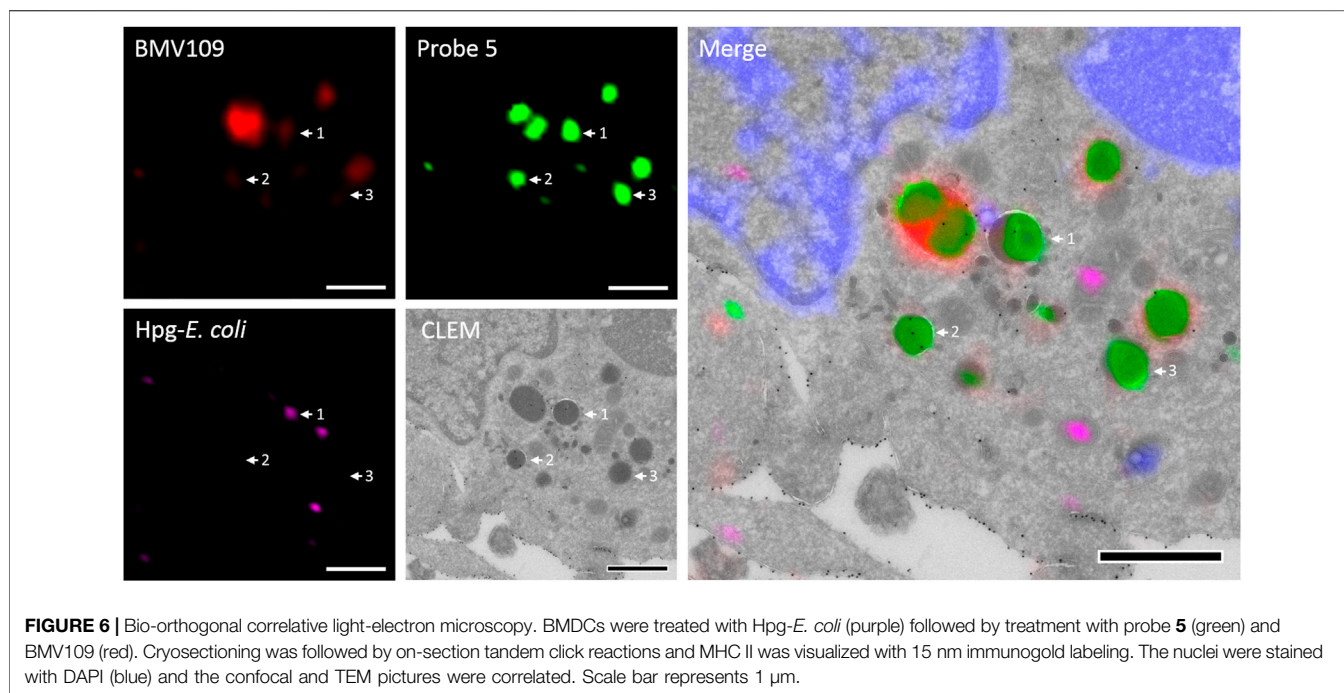 BMV109
1
2
3
Probe 5
1
2
3
Merge
1
2
3
Hpg-E. coli
1
2
3
CLEM
1
2
3
FIGURE 6 | Bio-orthogonal correlative light-electron microscopy. BMDCs were treated with Hpg-E. coli (purple) followed by treatment with probe 5 (green) and
BMV109 (red). Cryosectioning was followed by on-section tandem click reactions and MHC II was visualized with 15 nm immunogold labeling. The nuclei were stained
with DAPI (blue) and the confocal and TEM pictures were correlated. Scale bar represents 1 μm.